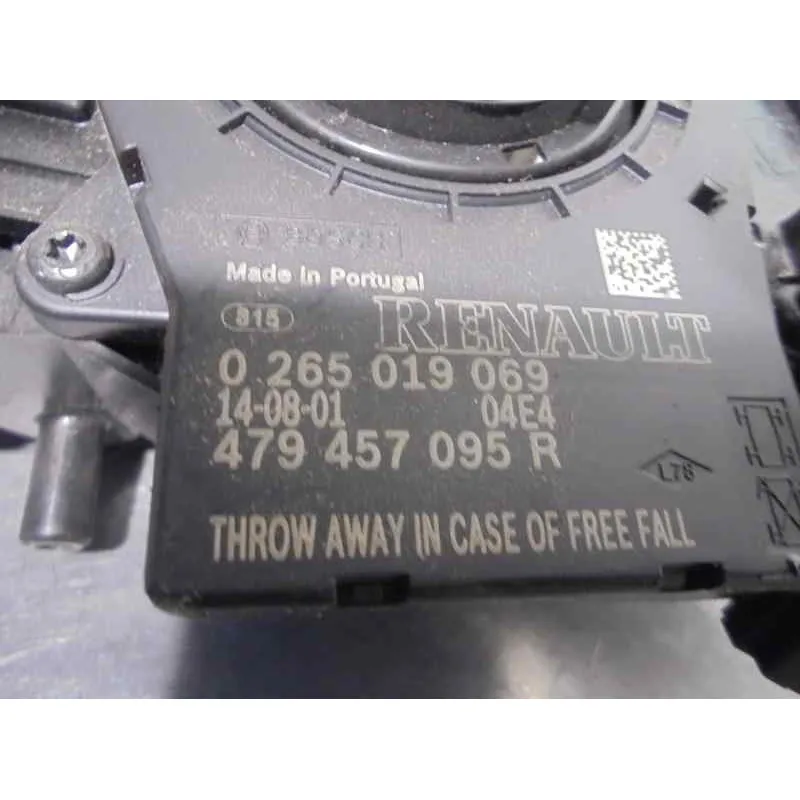 BOSCH
Made in Portugal
815
RENAULT
0 265 019 069
14-08-01 04E4
479 457 095 R
L78
THROW AWAY IN CASE OF FREE FALL